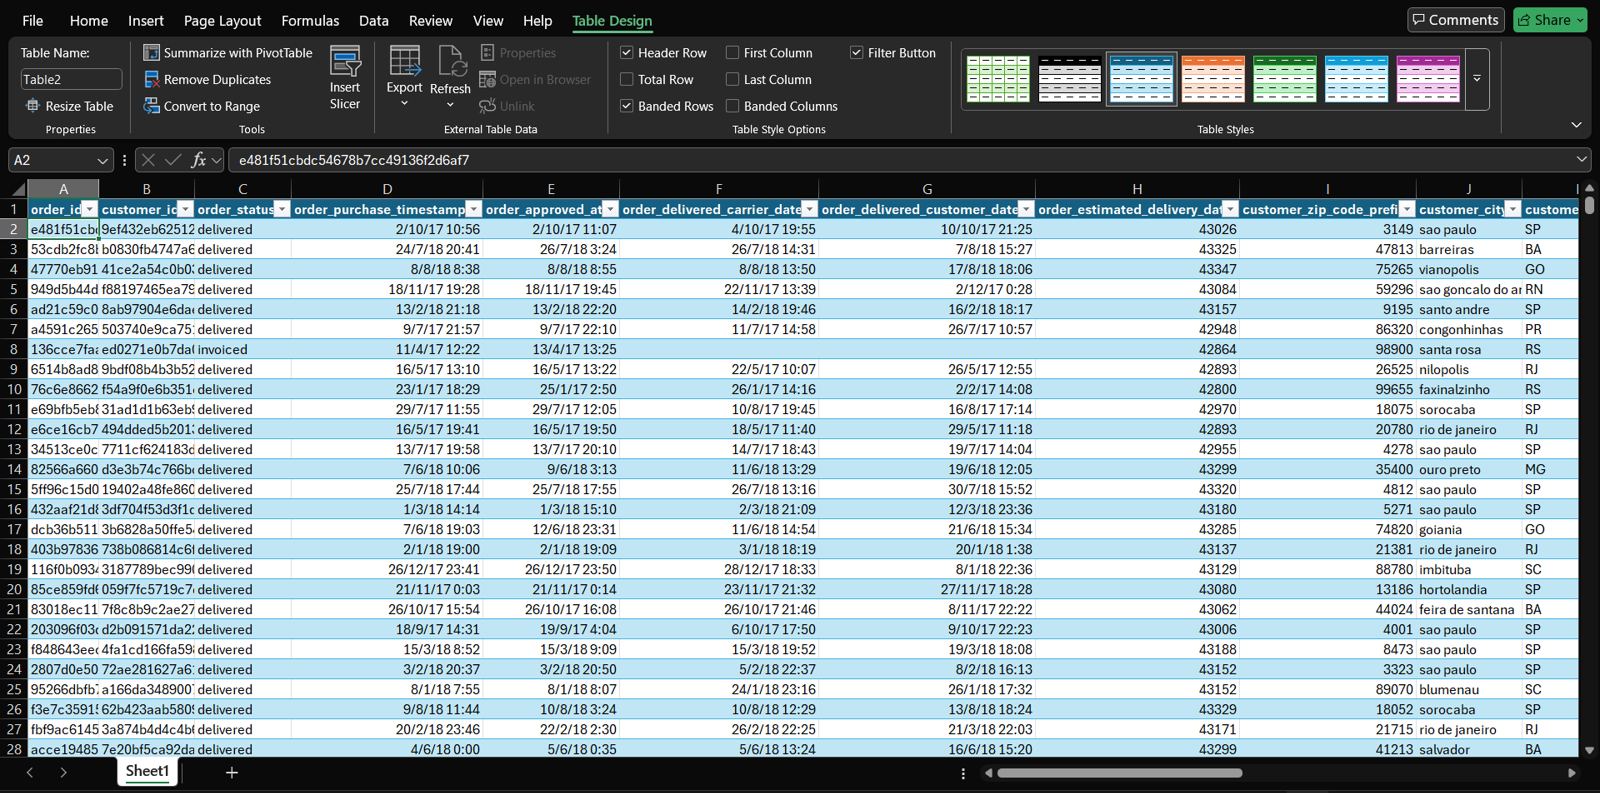 File Home Insert Page Layout Formulas Data Review View Help Table Design Comments Share
Table Name:
Table2
Resize Table
Properties
Summarize with PivotTable
Remove Duplicates
Convert to Range
Tools
Insert
Slicer
Export
Refresh
Properties
Open in Browser
Unlink
External Table Data
Header Row First Column Filter Button
Total Row Last Column
Banded Rows Banded Columns
Table Style Options
Table Styles
A2 fx e481f51cbdc54678b7cc49136f2d6af7
A B C D E F G H I J
1 order_id customer_id order_status order_purchase_timestamp order_approved_at order_delivered_carrier_date order_delivered_customer_date order_estimated_delivery_dat customer_zip_code_prefi customer_city custome
2 e481f51cb 9ef432eb62512 delivered 2/10/17 10:56 2/10/17 11:07 4/10/17 19:55 10/10/17 21:25 43026 3149 sao paulo SP
3 53cdb2fc8 b0830fb4747a6 delivered 24/7/18 20:41 26/7/18 3:24 26/7/18 14:31 7/8/18 15:27 43325 47813 barreiras BA
4 47770eb91 41ce2a54c0b03 delivered 8/8/18 8:38 8/8/18 8:55 8/8/18 13:50 17/8/18 18:06 43347 75265 vianopolis GO
5 949d5b44d f88197465ea79 delivered 18/11/17 19:28 18/11/17 19:45 22/11/17 13:39 2/12/17 0:28 43084 59296 sao goncalo do ar RN
6 ad21c59c0 8ab97904e6dae delivered 13/2/18 21:18 13/2/18 22:20 14/2/18 19:46 16/2/18 18:17 43157 9195 santo andre SP
7 a4591c265 503740e9ca751 delivered 9/7/17 21:57 9/7/17 22:10 11/7/17 14:58 26/7/17 10:57 42948 86320 congonhinhas PR
8 136cce7fa ed0271e0b7da invoiced 11/4/17 12:22 13/4/17 13:25 42864 98900 santa rosa RS
9 6514b8ad8 9bdf08b4b3b52 delivered 16/5/17 13:10 16/5/17 13:22 22/5/17 10:07 26/5/17 12:55 42893 26525 nilopolis RJ
10 76c6e8662 f54a9f0e6b351 delivered 23/1/17 18:29 25/1/17 2:50 26/1/17 14:16 2/2/17 14:08 42800 99655 faxinalzinho RS
11 e69bfb5eb8 31ad1d1b63eb9 delivered 29/7/17 11:55 29/7/17 12:05 10/8/17 19:45 16/8/17 17:14 42970 18075 sorocaba SP
12 e6ce16cb7 494dded5b2013 delivered 16/5/17 19:41 16/5/17 19:50 18/5/17 11:40 29/5/17 11:18 42893 20780 rio de janeiro RJ
13 34513ce0c 7711cf624183d delivered 13/7/17 19:58 13/7/17 20:10 14/7/17 18:43 19/7/17 14:04 42955 4278 sao paulo SP
14 82566a660 d3e3b74c766b delivered 7/6/18 10:06 9/6/18 3:13 11/6/18 13:29 19/6/18 12:05 43299 35400 ouro preto MG
15 5ff96c15d0 19402a48fe860 delivered 25/7/18 17:44 25/7/18 17:55 26/7/18 13:16 30/7/18 15:52 43320 4812 sao paulo SP
16 432aaf21d8 3df704f53d3f1 delivered 1/3/18 14:14 1/3/18 15:10 2/3/18 21:09 12/3/18 23:36 43180 5271 sao paulo SP
17 dcb36b511 3b6828a50ffe5 delivered 7/6/18 19:03 12/6/18 23:31 11/6/18 14:54 21/6/18 15:34 43285 74820 goiania GO
18 403b97836 738b086814c6f delivered 2/1/18 19:00 2/1/18 19:09 3/1/18 18:19 20/1/18 1:38 43137 21381 rio de janeiro RJ
19 116f0b093 3187789bec990 delivered 26/12/17 23:41 26/12/17 23:50 28/12/17 18:33 8/1/18 22:36 43129 88780 imbituba SC
20 85ce859fd 059f7fc5719c7 delivered 21/11/17 0:03 21/11/17 0:14 23/11/17 21:32 27/11/17 18:28 43080 13186 hortolandia SP
21 83018ec11 7f8c8b9c2ae27 delivered 26/10/17 15:54 26/10/17 16:08 26/10/17 21:46 8/11/17 22:22 43062 44024 feira de santana BA
22 203096f03 d2b091571da22 delivered 18/9/17 14:31 19/9/17 4:04 6/10/17 17:50 9/10/17 22:23 43006 4001 sao paulo SP
23 f848643ee 4fa1cd166fa59 delivered 15/3/18 8:52 15/3/18 9:09 15/3/18 19:52 19/3/18 18:08 43188 8473 sao paulo SP
24 2807d0e50 72ae281627a6 delivered 3/2/18 20:37 3/2/18 20:50 5/2/18 22:37 8/2/18 16:13 43152 3323 sao paulo SP
25 95266dbfb a166da3489007 delivered 8/1/18 7:55 8/1/18 8:07 24/1/18 23:16 26/1/18 17:32 43152 89070 blumenau SC
26 f3e7c3591 62b423aab5809 delivered 9/8/18 11:44 10/8/18 3:24 10/8/18 12:29 13/8/18 18:24 43329 18052 sorocaba SP
27 fbf9ac6145 3a874b4d4c4b delivered 20/2/18 23:46 22/2/18 2:30 26/2/18 22:25 21/3/18 22:03 43171 21715 rio de janeiro RJ
28 acce19485 7e20bf5ca92da delivered 4/6/18 0:00 5/6/18 0:35 5/6/18 13:24 16/6/18 15:20 43299 41213 salvador BA
Sheet1